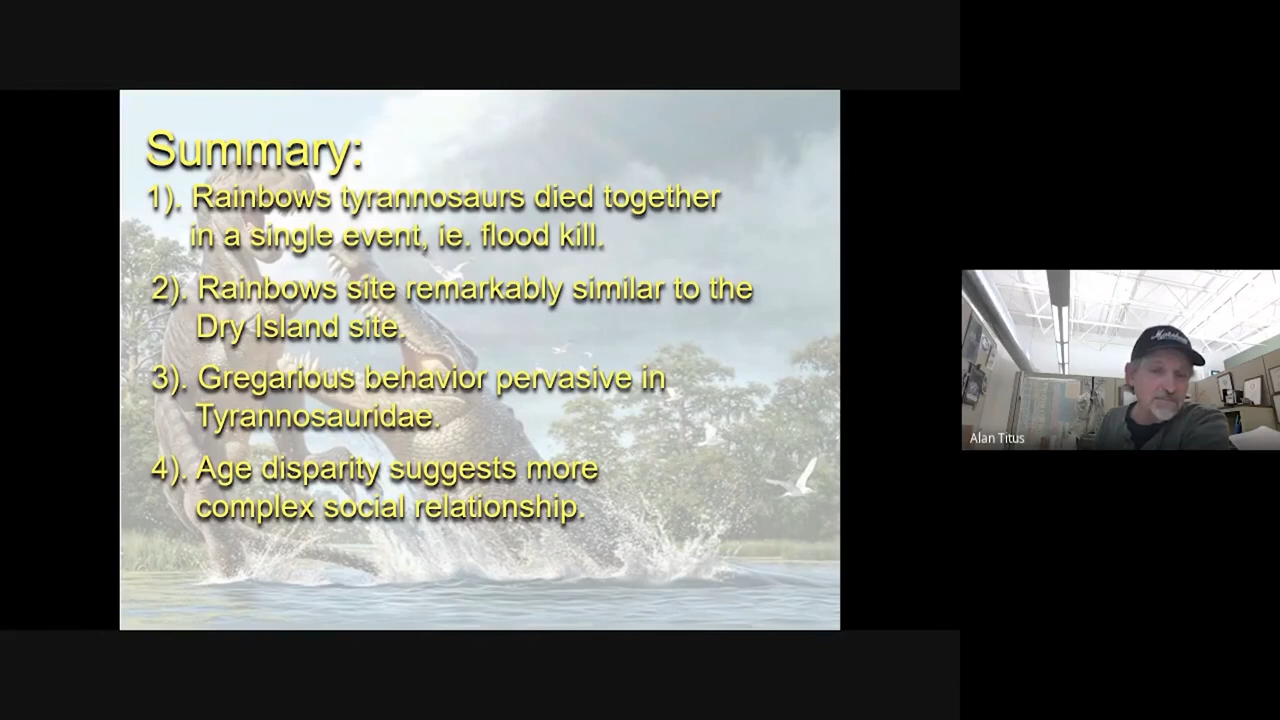 Summary:
1). Rainbows tyrannosaurs died together
in a single event, ie. flood kill.
2). Rainbows site remarkably similar to the
Dry Island site.
3). Gregarious behavior pervasive in
Tyrannosauridae.
4). Age disparity suggests more
complex social relationship.
Alan Titus